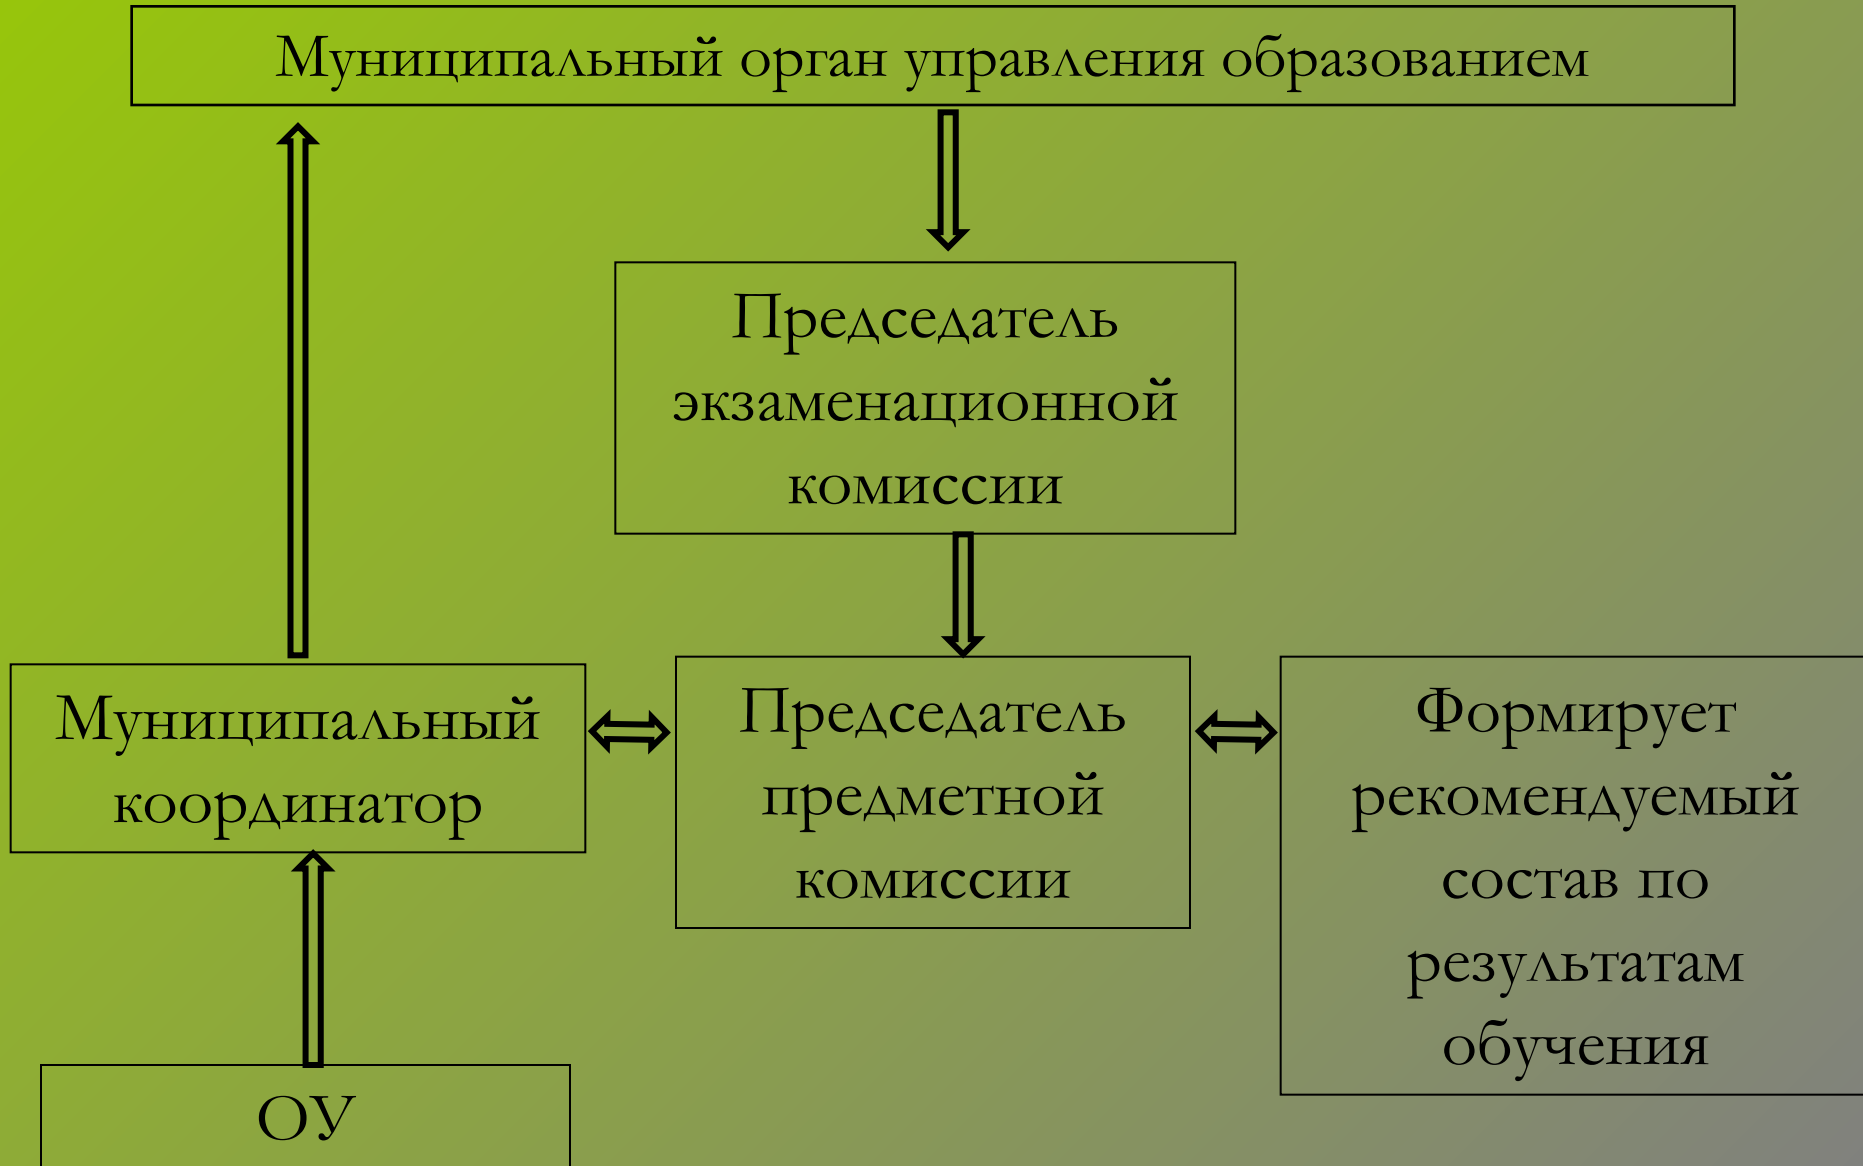 Муниципальный орган управления образованием
Председатель
экзаменационной
комиссии
Муниципальный
координатор
Председатель
предметной
комиссии
Формирует
рекомендуемый
состав по
результатам
обучения
ОУ